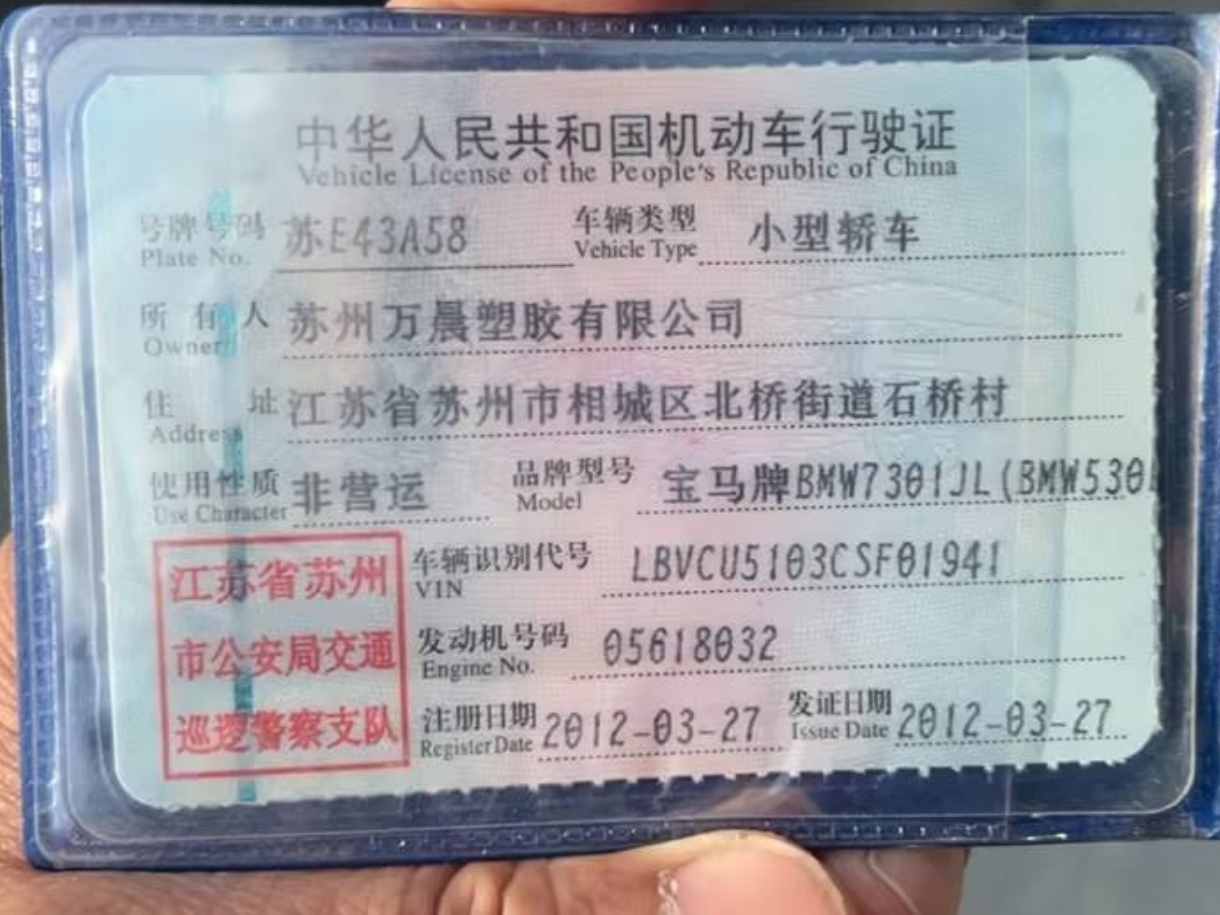 中华人民共和国机动车行驶证
Vehicle License of the People's Republic of China
号牌号码 苏E43A58 车辆类型 小型轿车
Plate No. Vehicle Type
所有人 苏州万晨塑胶有限公司
Owner
住址 江苏省苏州市相城区北桥街道石桥村
Address
使用性质 非营运 品牌型号 宝马牌BMW7301JL(BMW530
Use Character Model
江苏省苏州
市公安局交通
巡逻警察支队
车辆识别代号 LBVCU5103CSF01941
VIN
发动机号码 05618032
Engine No.
注册日期 2012-03-27 发证日期 2012-03-27
Register Date Issue Date